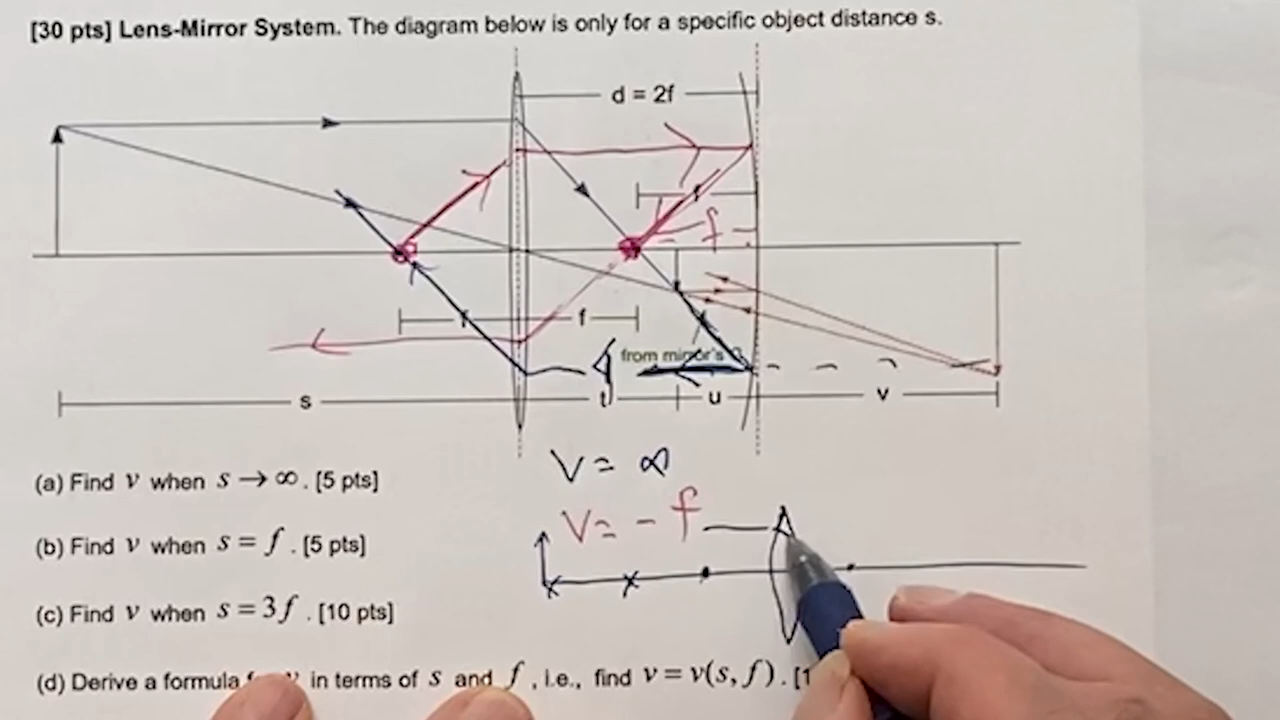 [30 pts] Lens-Mirror System. The diagram below is only for a specific object distance s.
d = 2f
f
f
f
f
from mirror's
s
t
u
v
v = ∞
v = - f
(a) Find v when s → ∞ . [5 pts]
(b) Find v when s = f . [5 pts]
(c) Find v when s = 3f . [10 pts]
(d) Derive a formula in terms of s and f , i.e., find v = v(s, f) . [1